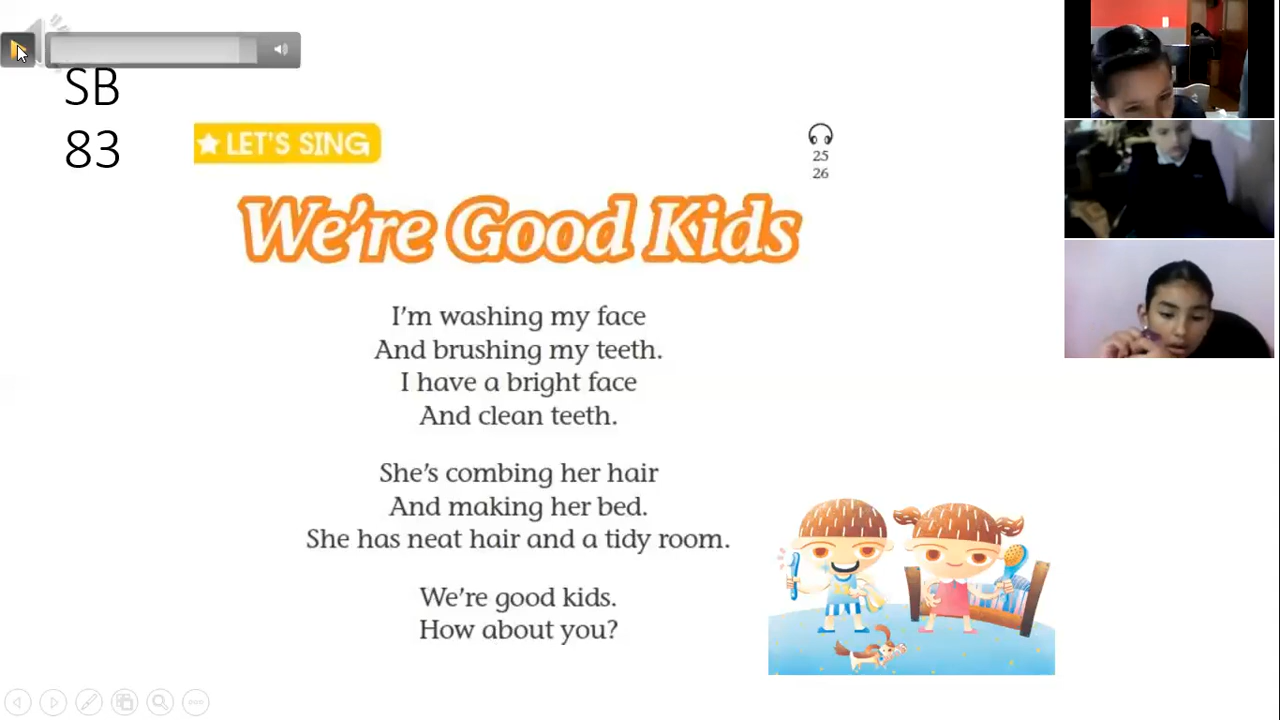 SB
83
LET'S SING
25
26
We're Good Kids
I'm washing my face
And brushing my teeth.
I have a bright face
And clean teeth.
She's combing her hair
And making her bed.
She has neat hair and a tidy room.
We're good kids.
How about you?